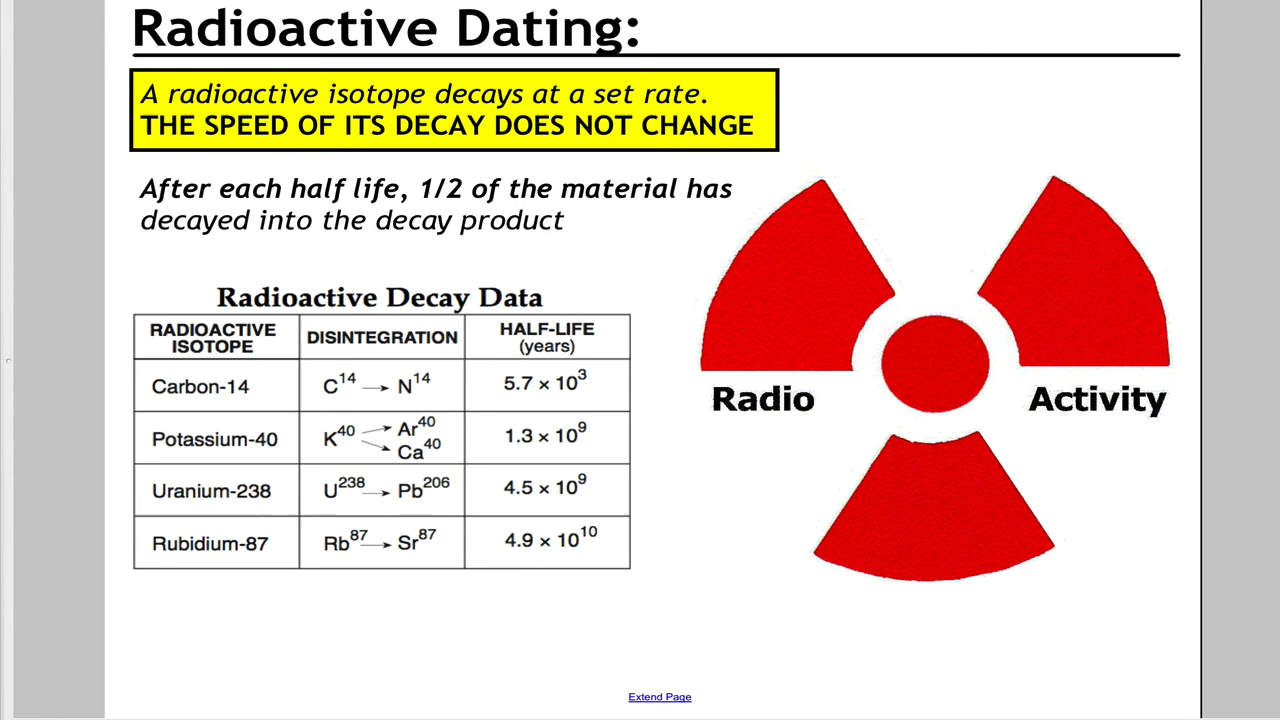 Radioactive Dating:
A radioactive isotope decays at a set rate.
THE SPEED OF ITS DECAY DOES NOT CHANGE
After each half life, 1/2 of the material has
decayed into the decay product
Radioactive Decay Data
RADIOACTIVE ISOTOPE DISINTEGRATION HALF-LIFE (years)
Carbon-14 C¹⁴ → N¹⁴ 5.7 × 10³
Potassium-40 K⁴⁰ → Ar⁴⁰ → Ca⁴⁰ 1.3 × 10⁹
Uranium-238 U²³⁸ → Pb²⁰⁶ 4.5 × 10⁹
Rubidium-87 Rb⁸⁷ → Sr⁸⁷ 4.9 × 10¹⁰
Radio Activity
Extend Page